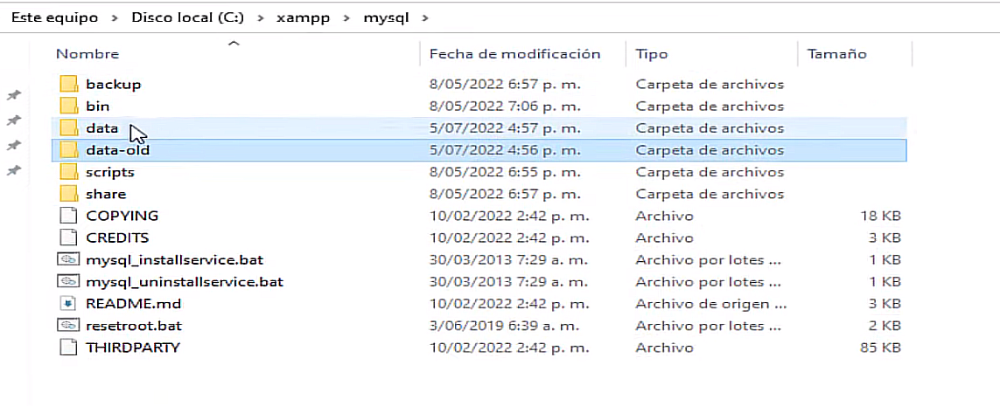 Este equipo > Disco local (C:) > xampp > mysql >
Nombre Fecha de modificación Tipo Tamaño
backup 8/05/2022 6:57 p. m. Carpeta de archivos
bin 8/05/2022 7:06 p. m. Carpeta de archivos
data 5/07/2022 4:57 p. m. Carpeta de archivos
data-old 5/07/2022 4:56 p. m. Carpeta de archivos
scripts 8/05/2022 6:55 p. m. Carpeta de archivos
share 8/05/2022 6:57 p. m. Carpeta de archivos
COPYING 10/02/2022 2:42 p. m. Archivo 18 KB
CREDITS 10/02/2022 2:42 p. m. Archivo 3 KB
mysql_installservice.bat 30/03/2013 7:29 a. m. Archivo por lotes ... 1 KB
mysql_uninstallservice.bat 30/03/2013 7:29 a. m. Archivo por lotes ... 1 KB
README.md 10/02/2022 2:42 p. m. Archivo de origen ... 3 KB
resetroot.bat 3/06/2019 6:39 a. m. Archivo por lotes ... 2 KB
THIRDPARTY 10/02/2022 2:42 p. m. Archivo 85 KB